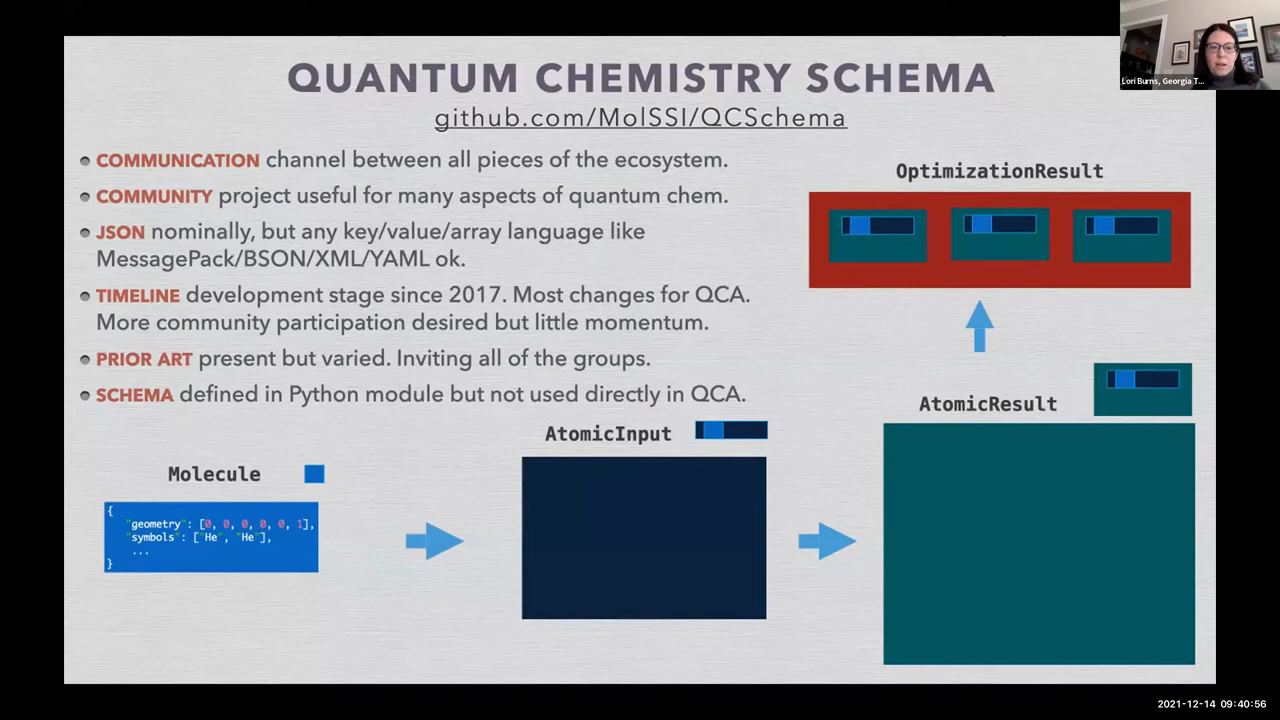 Lori Burns, Georgia T...
QUANTUM CHEMISTRY SCHEMA
github.com/MolSSI/QCSchema
COMMUNICATION channel between all pieces of the ecosystem.
COMMUNITY project useful for many aspects of quantum chem.
JSON nominally, but any key/value/array language like
MessagePack/BSON/XML/YAML ok.
TIMELINE development stage since 2017. Most changes for QCA.
More community participation desired but little momentum.
PRIOR ART present but varied. Inviting all of the groups.
SCHEMA defined in Python module but not used directly in QCA.
OptimizationResult
AtomicResult
AtomicInput
Molecule
{
"geometry": [0, 0, 0, 0, 0, 1],
"symbols": ["He", "He"],
...
}
2021-12-14 09:40:56